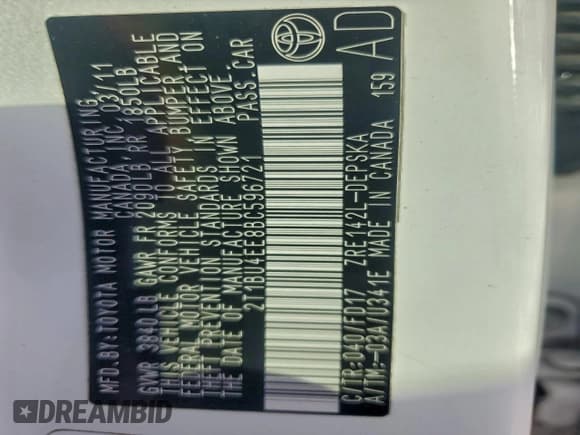 MFD.BY:TOYOTA MOTOR MANUFACTURING
CANADA, INC. 03/11
GVWR 3840LB GAWR FR 2090LB RR 1850LB
THIS VEHICLE CONFORMS TO ALL APPLICABLE
FEDERAL MOTOR VEHICLE SAFETY, BUMPER AND
THEFT PREVENTION STANDARDS IN EFFECT ON
THE DATE OF MANUFACTURE SHOWN ABOVE.
2T1BU4EE8BC596721 PASS.CAR
C/TR:040/FD17 ZRE142L-DEPSKA
A/TM:-03A/U341E MADE IN CANADA 159
AD
DREAMBID